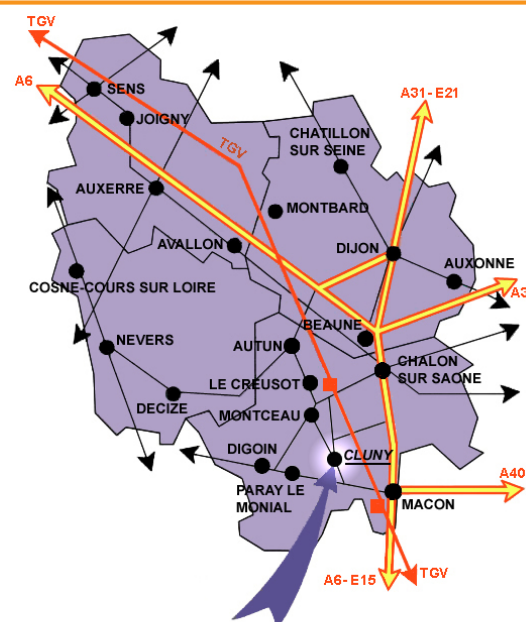 TGV
A6
SENS
JOIGNY
A31-E21
TGV
CHATILLON
SUR SEINE
AUXERRE
MONTBARD
AVALLON
DIJON
AUXONNE
COSNE-COURS SUR LOIRE
A3
BEAUNE
NEVERS
AUTUN
CHALON
SUR SAONE
LE CREUSOT
DECIZE
MONTCEAU
DIGOIN
CLUNY
A40
PARAY LE
MONIAL
MACON
A6-E15
TGV